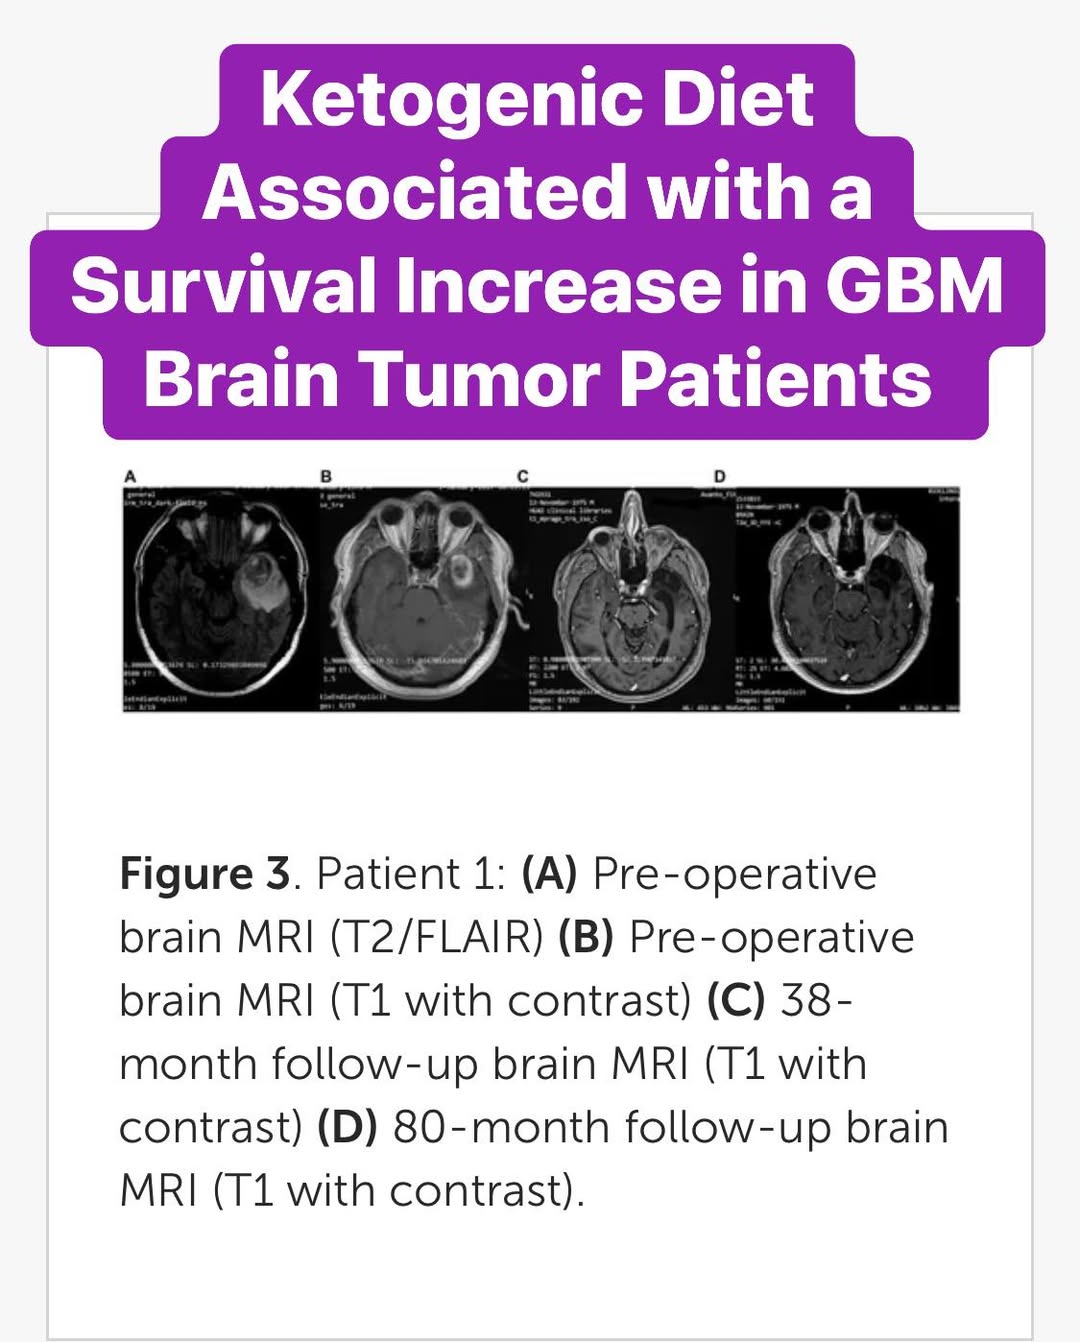 Ketogenic Diet
Associated with a
Survival Increase in GBM
Brain Tumor Patients
A B C D
general
Figure 3. Patient 1: (A) Pre-operative
brain MRI (T2/FLAIR) (B) Pre-operative
brain MRI (T1 with contrast) (C) 38-
month follow-up brain MRI (T1 with
contrast) (D) 80-month follow-up brain
MRI (T1 with contrast).